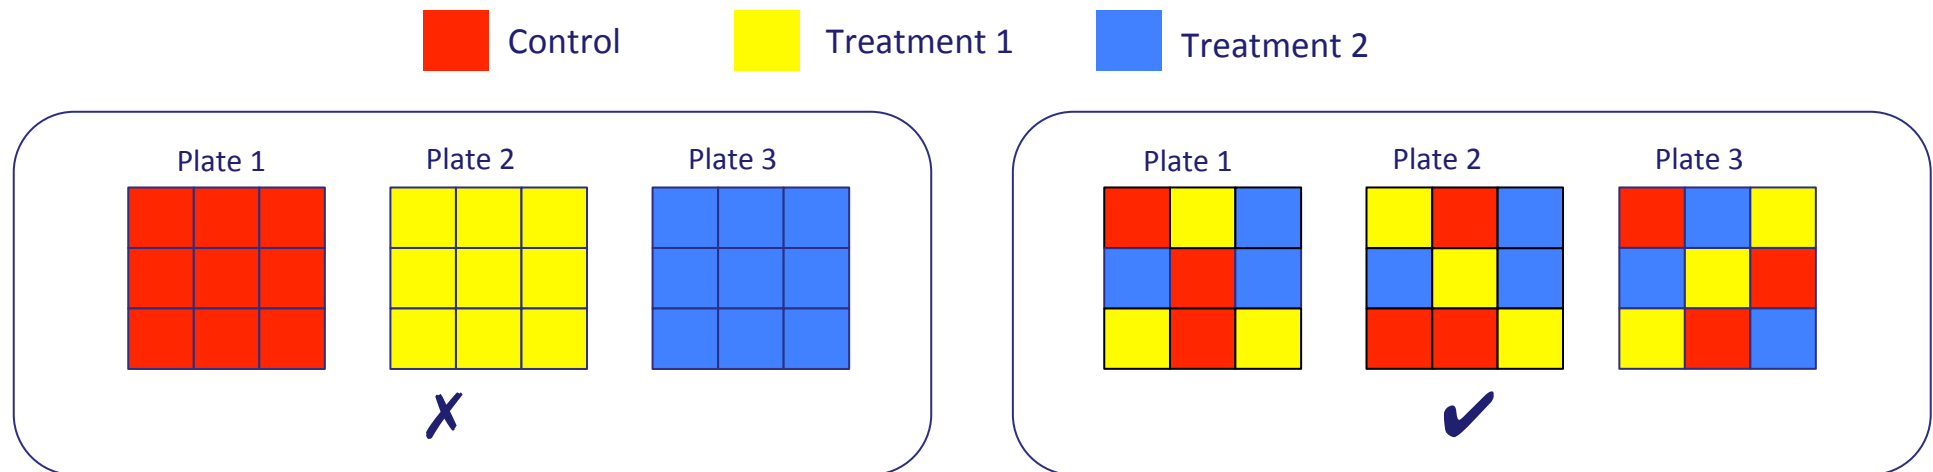 Control
Treatment 1
Treatment 2
Plate 1
Plate 2
Plate 3
✗
Plate 1
Plate 2
Plate 3
✔